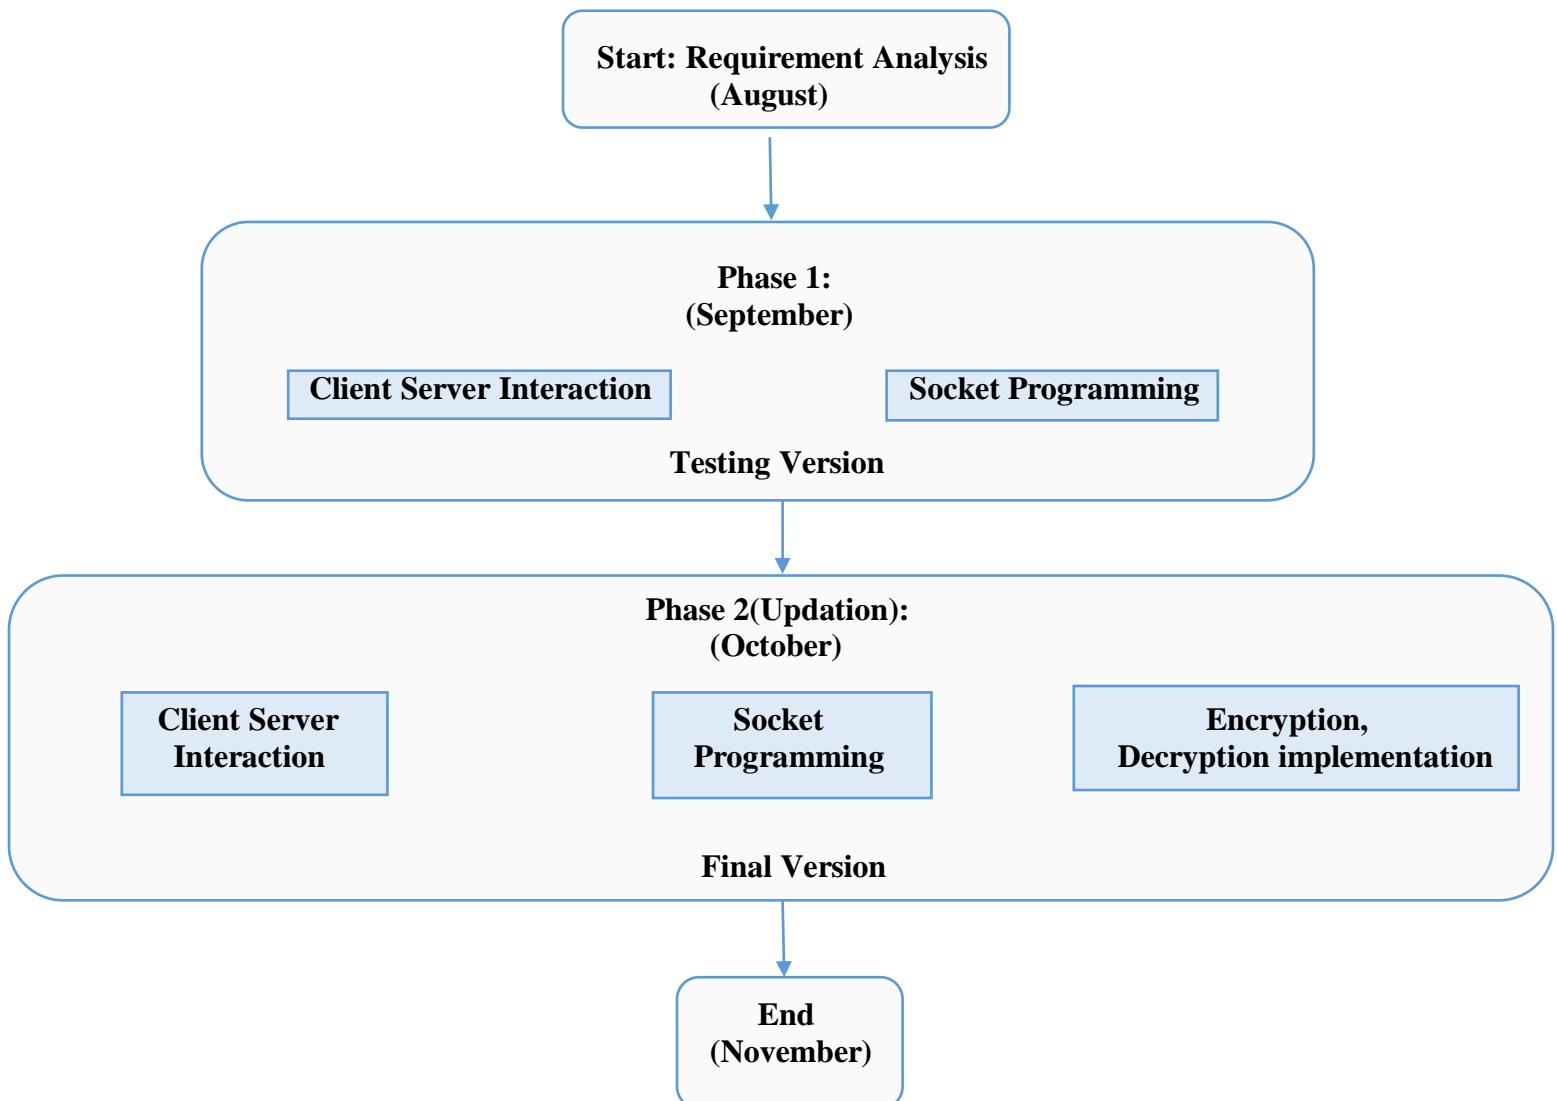 Start: Requirement Analysis
(August)
Phase 1:
(September)
Client Server Interaction
Socket Programming
Testing Version
Phase 2(Updation):
(October)
Client Server
Interaction
Socket
Programming
Encryption,
Decryption implementation
Final Version
End
(November)